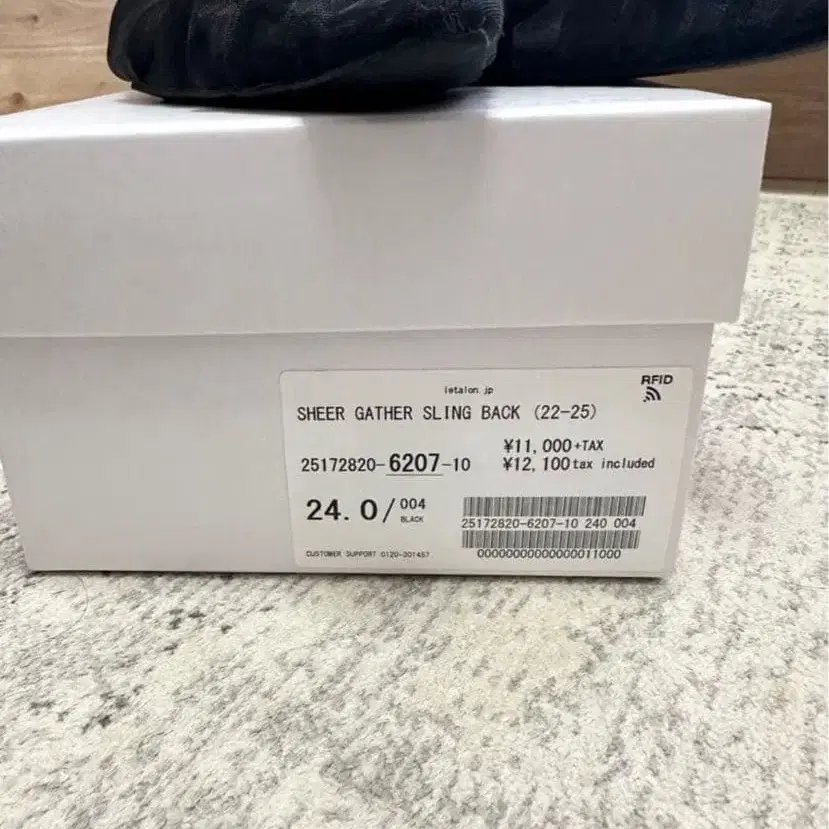 letalon.jp
RFID
SHEER GATHER SLING BACK (22-25)
¥11,000+TAX
25172820-6207-10
¥12,100 tax included
24.0/004
BLACK
25172820-6207-10 240 004
CUSTOMER SUPPORT 0120-301457
00000000000000011000